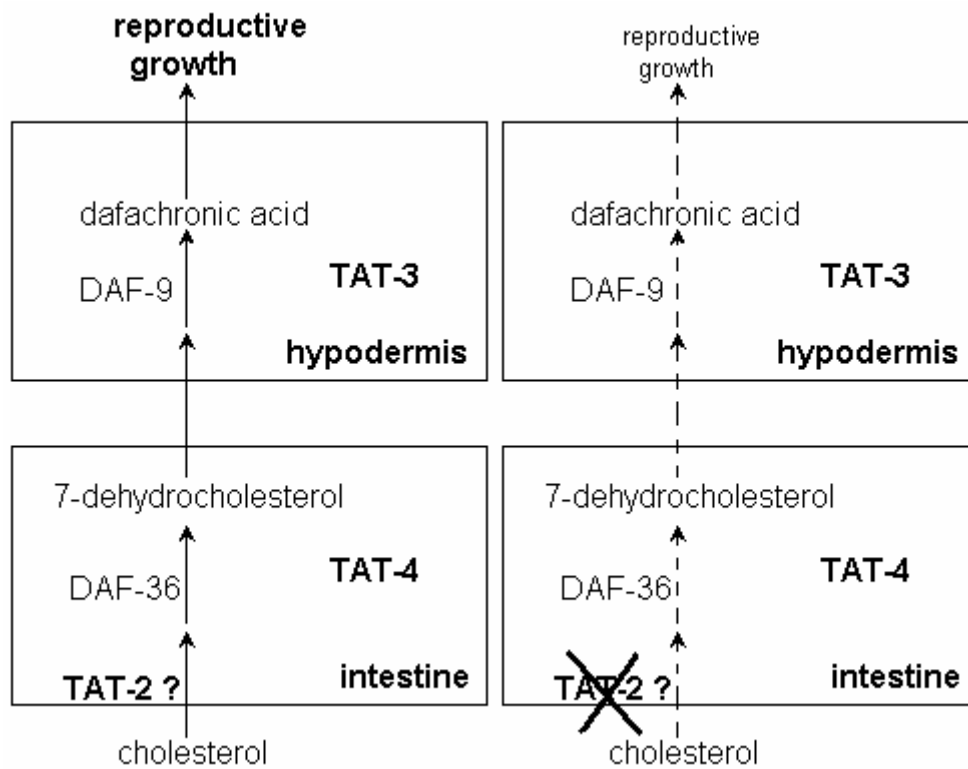 reproductive
growth
dafachronic acid
DAF-9
TAT-3
hypodermis
7-dehydrocholesterol
DAF-36
TAT-4
TAT-2 ?
intestine
cholesterol
reproductive
growth
dafachronic acid
DAF-9
TAT-3
hypodermis
7-dehydrocholesterol
DAF-36
TAT-4
TAT-2 ?
intestine
cholesterol